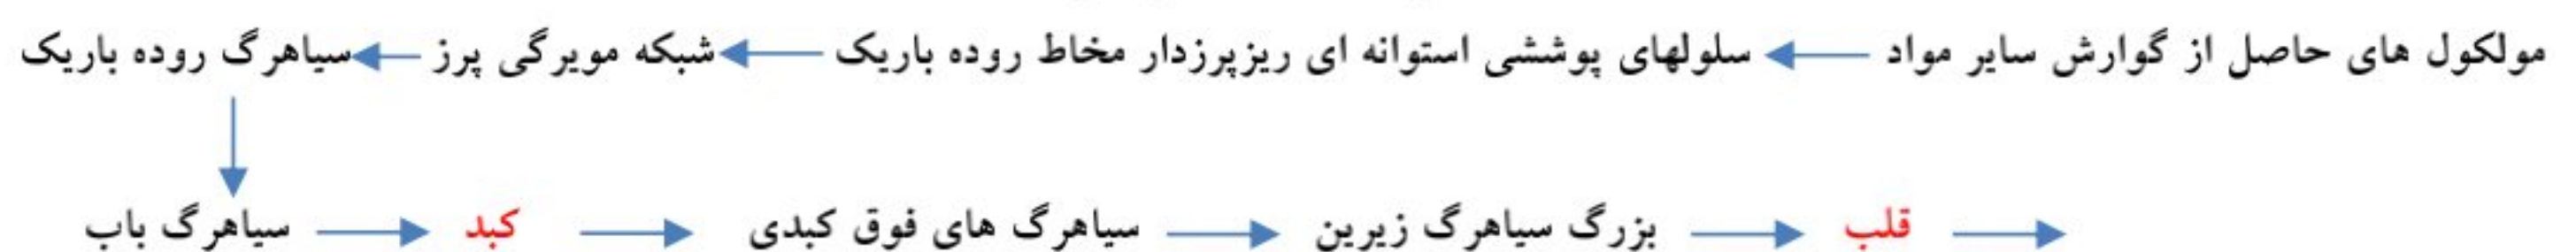 مولکول های حاصل از گوارش سایر مواد ← سلولهای پوششی استوانه ای ریزپرزدار مخاط روده باریک ← شبکه مویرگی پرز ← سیاهرگ روده باریک
سیاهرگ باب → کبد → سیاهرگ های فوق کبدی → بزرگ سیاهرگ زیرین → قلب →